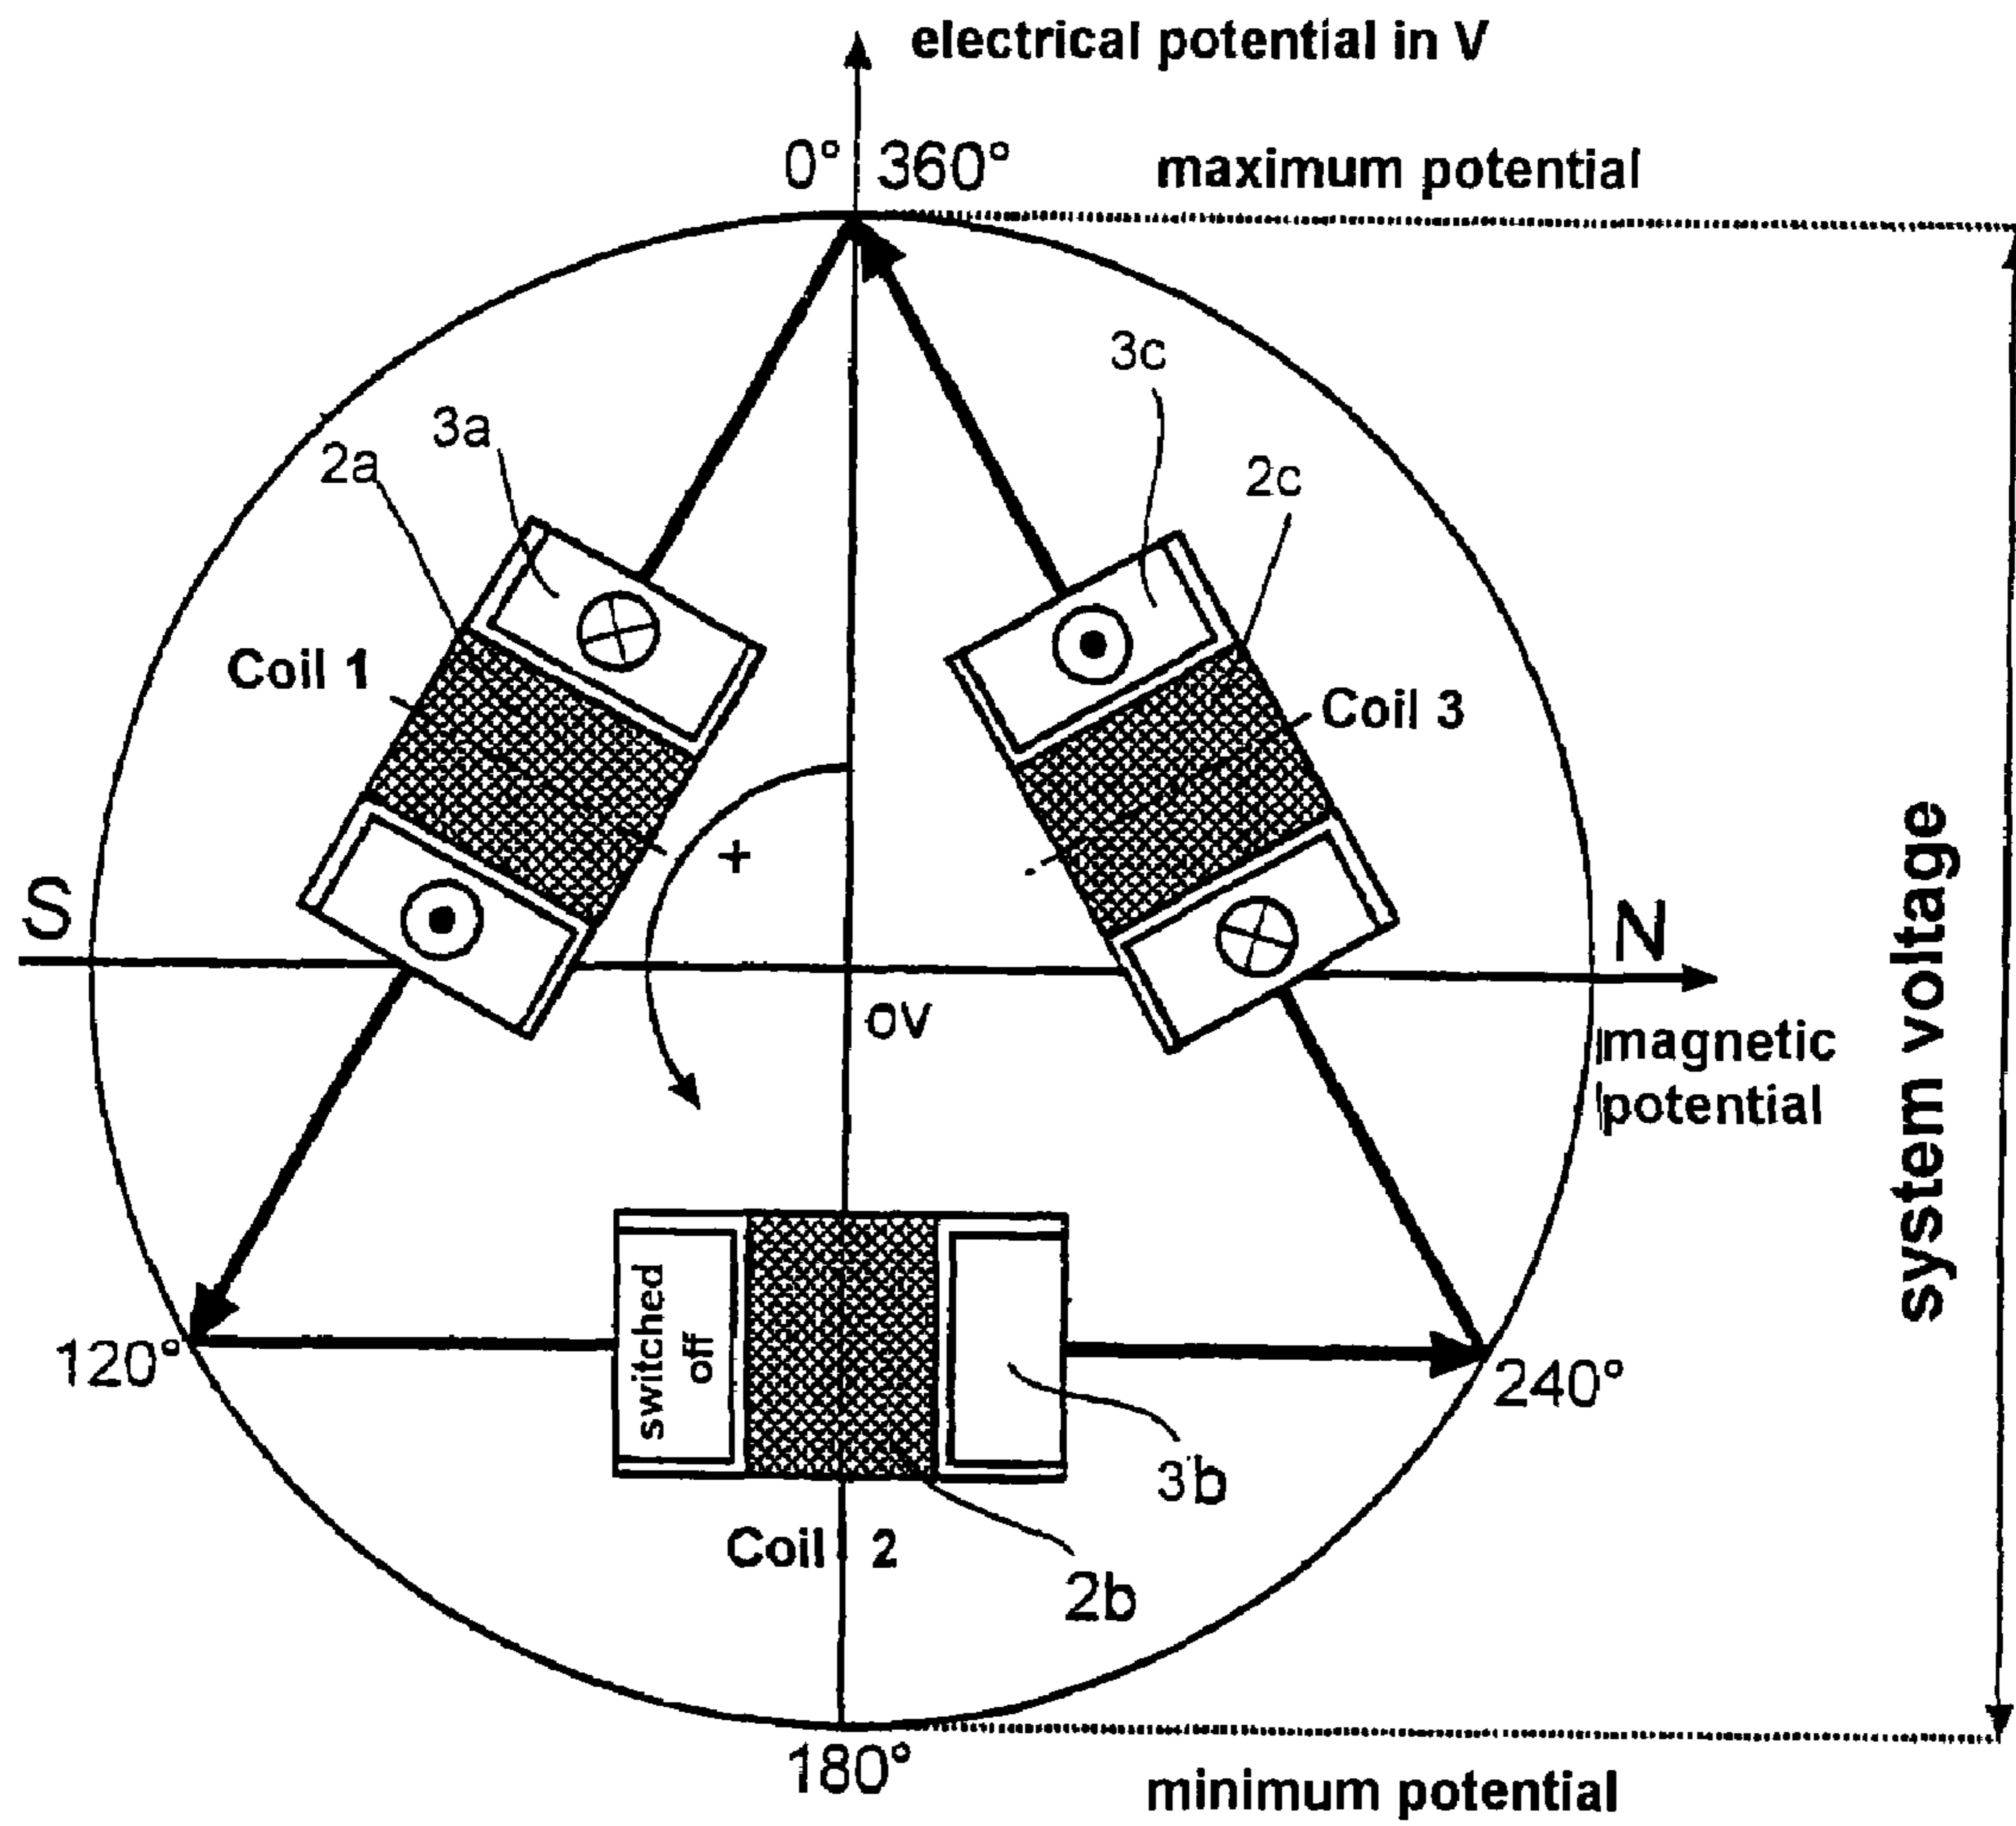 electrical potential in V
0° 360°
maximum potential
3c
3a
2a
2c
Coil 1
Coil 3
+
S
N
0V
magnetic
potential
system voltage
switched
off
120°
240°
3b
Coil 2
2b
180°
minimum potential